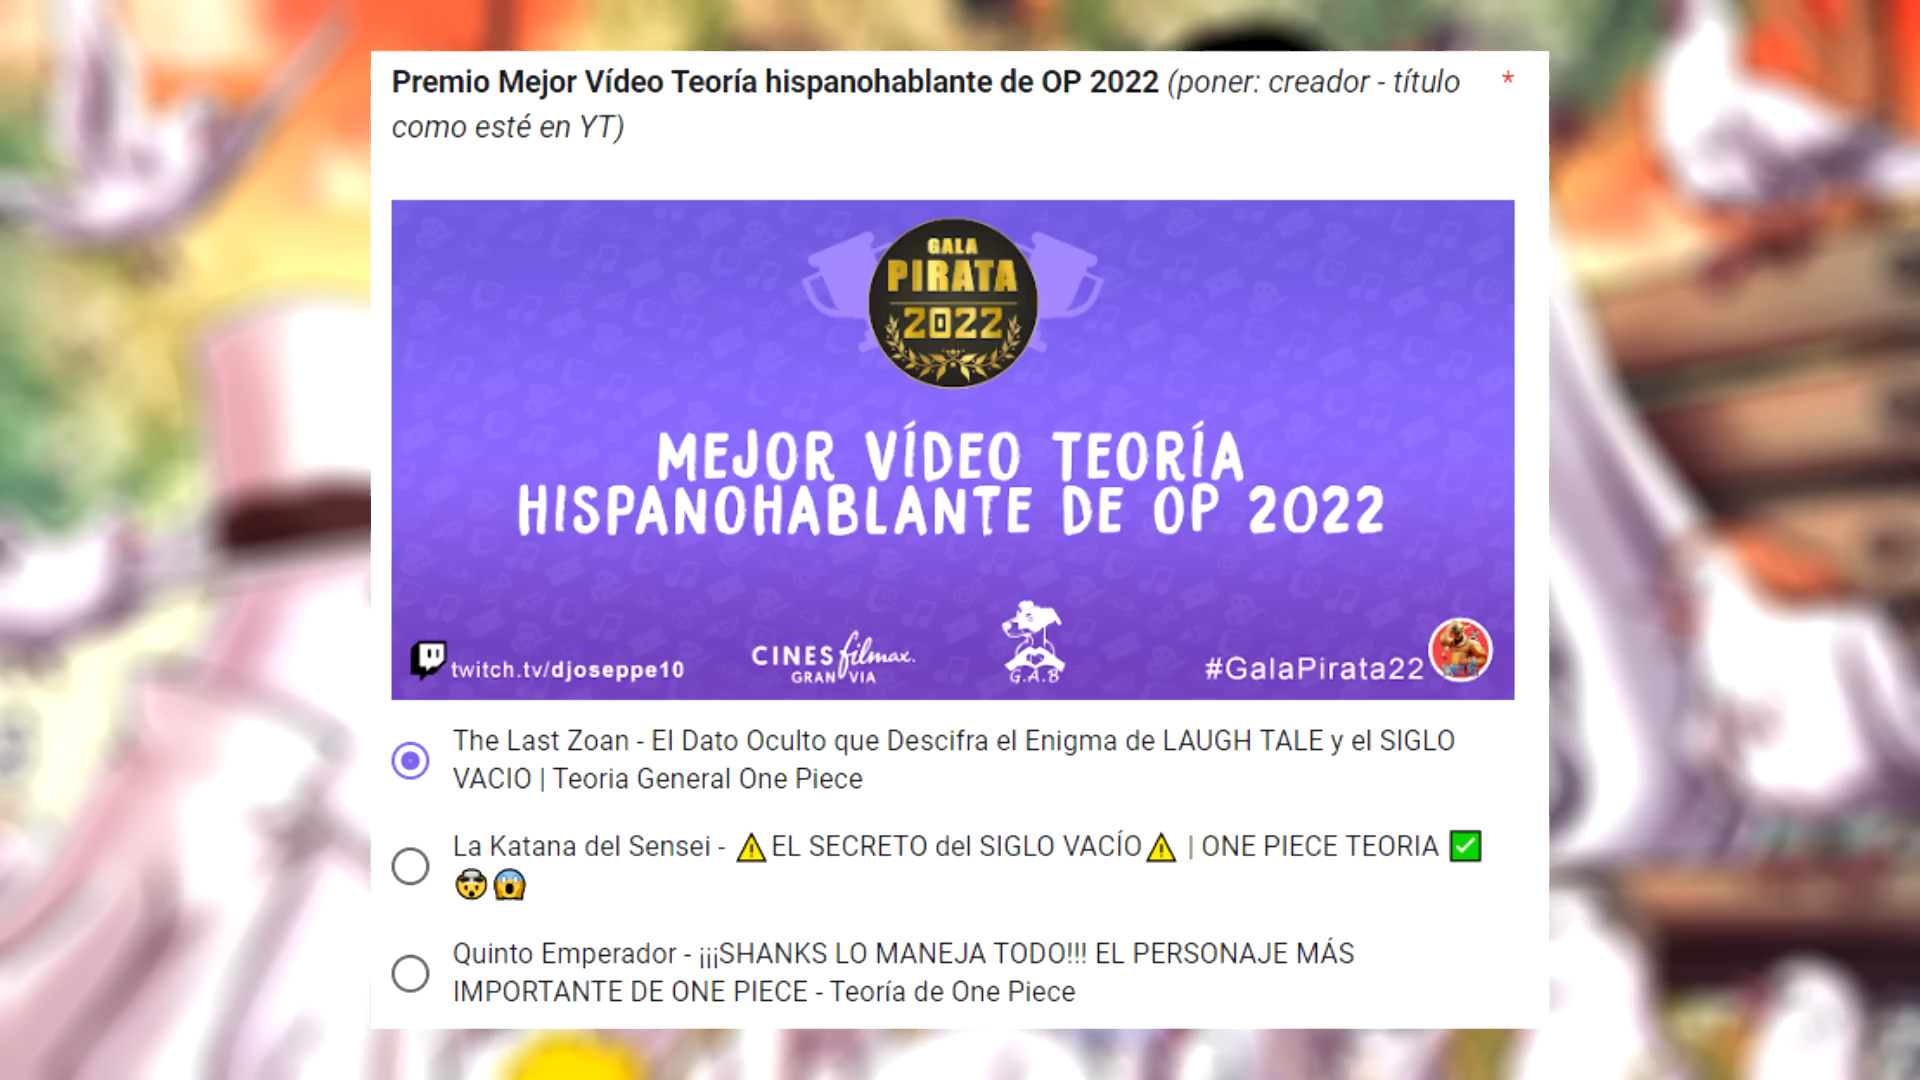 Premio Mejor Vídeo Teoría hispanohablante de OP 2022 (poner: creador - título *
como esté en YT)
GALA
PIRATA
2022
MEJOR VÍDEO TEORÍA
HISPANOHABLANTE DE OP 2022
twitch.tv/djoseppe10
CINES filmax.
GRAN VIA
G.A.B
#GalaPirata22
The Last Zoan - El Dato Oculto que Descifra el Enigma de LAUGH TALE y el SIGLO
VACIO | Teoria General One Piece
La Katana del Sensei - ⚠️EL SECRETO del SIGLO VACÍO⚠️ | ONE PIECE TEORIA ✅
🤯😱
Quinto Emperador - ¡¡¡SHANKS LO MANEJA TODO!!! EL PERSONAJE MÁS
IMPORTANTE DE ONE PIECE - Teoría de One Piece